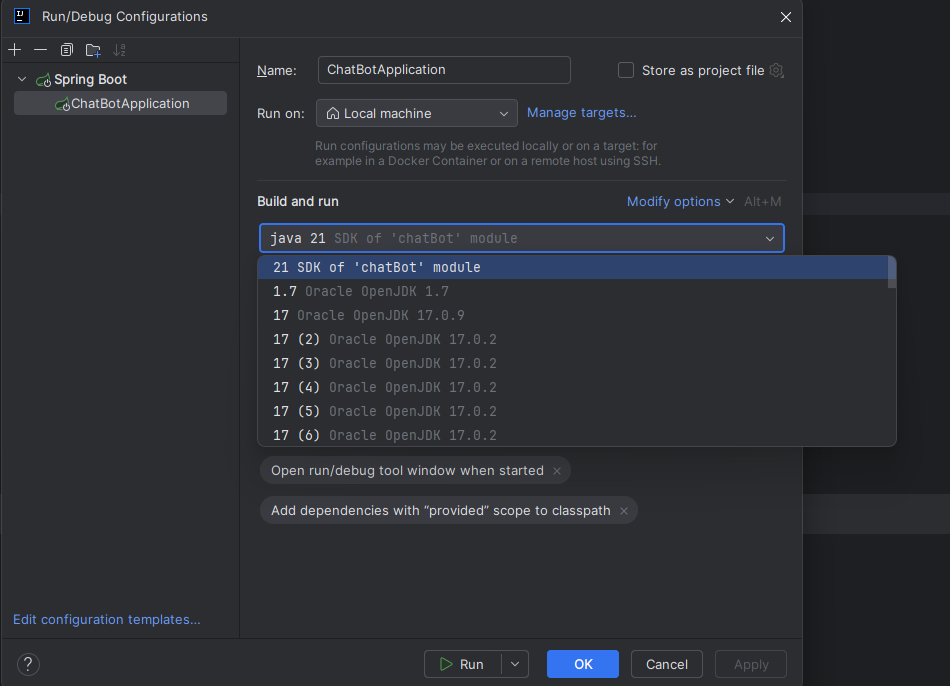 IJ
Run/Debug Configurations
Spring Boot
ChatBotApplication
Name:
ChatBotApplication
Store as project file
Run on:
Local machine
Manage targets...
Run configurations may be executed locally or on a target: for
example in a Docker Container or on a remote host using SSH.
Build and run
Modify options
Alt+M
java 21 SDK of 'chatBot' module
21 SDK of 'chatBot' module
1.7 Oracle OpenJDK 1.7
17 Oracle OpenJDK 17.0.9
17 (2) Oracle OpenJDK 17.0.2
17 (3) Oracle OpenJDK 17.0.2
17 (4) Oracle OpenJDK 17.0.2
17 (5) Oracle OpenJDK 17.0.2
17 (6) Oracle OpenJDK 17.0.2
Open run/debug tool window when started
Add dependencies with “provided” scope to classpath
Edit configuration templates...
?
Run
OK
Cancel
Apply